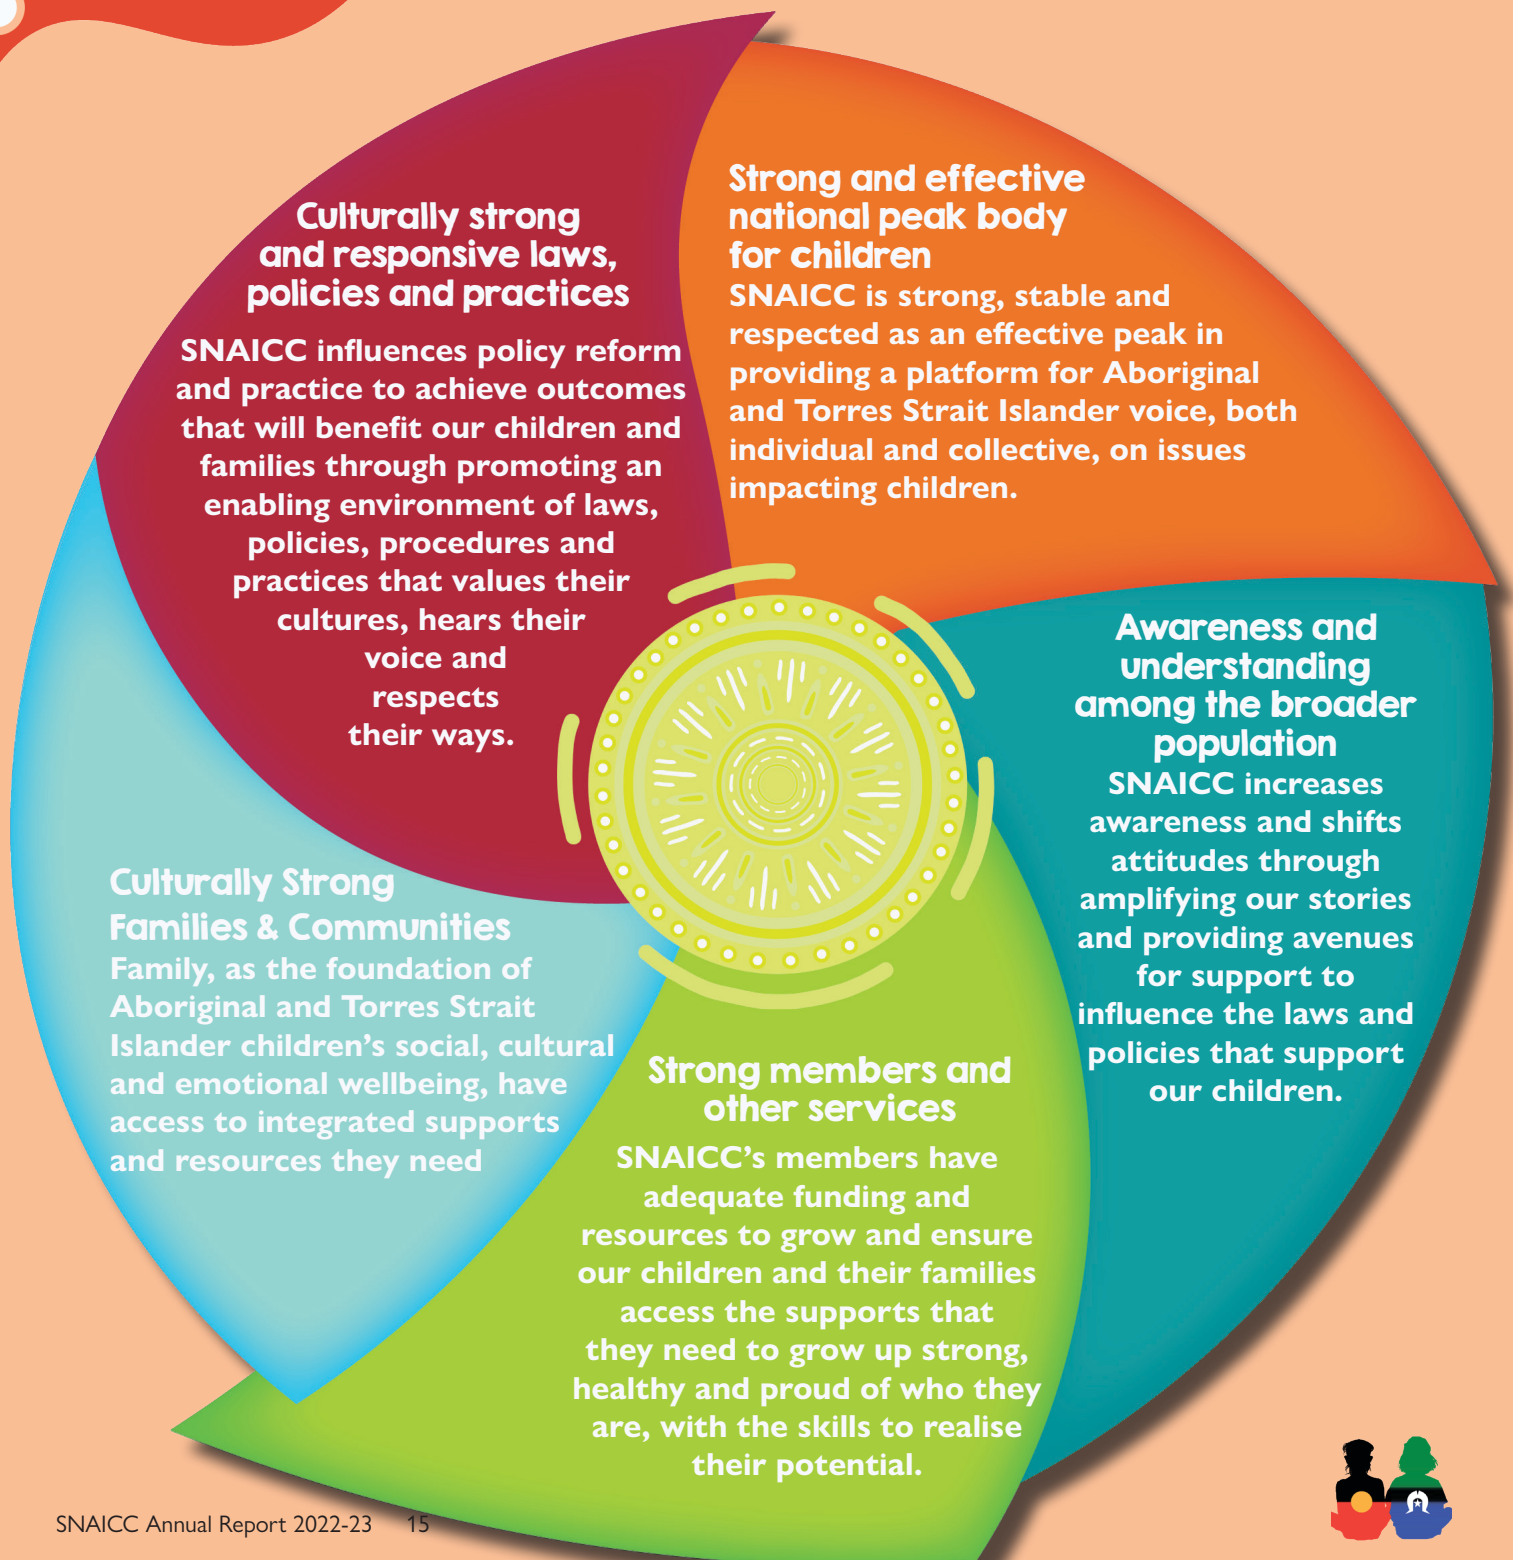 Culturally strong
and responsive laws,
policies and practices
SNAICC influences policy reform
and practice to achieve outcomes
that will benefit our children and
families through promoting an
enabling environment of laws,
policies, procedures and
practices that values their
cultures, hears their
voice and
respects
their ways.
Strong and effective
national peak body
for children
SNAICC is strong, stable and
respected as an effective peak in
providing a platform for Aboriginal
and Torres Strait Islander voice, both
individual and collective, on issues
impacting children.
Awareness and
understanding
among the broader
population
SNAICC increases
awareness and shifts
attitudes through
amplifying our stories
and providing avenues
for support to
influence the laws and
policies that support
our children.
Culturally Strong
Families & Communities
Family, as the foundation of
Aboriginal and Torres Strait
Islander children’s social, cultural
and emotional wellbeing, have
access to integrated supports
and resources they need
Strong members and
other services
SNAICC’s members have
adequate funding and
resources to grow and ensure
our children and their families
access the supports that
they need to grow up strong,
healthy and proud of who they
are, with the skills to realise
their potential.
SNAICC Annual Report 2022-23 15